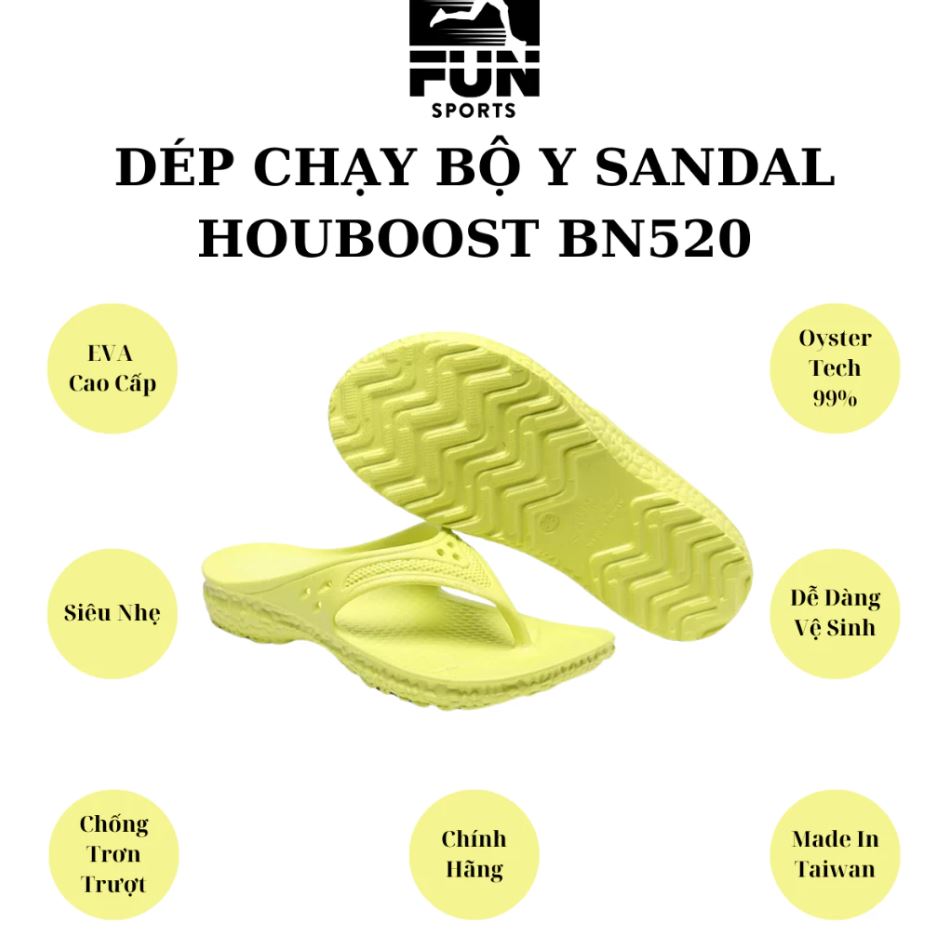 FUN
SPORTS
DÉP CHẠY BỘ Y SANDAL
HOUBOOST BN520
EVA
Cao Cấp
Oyster
Tech
99%
Siêu Nhẹ
Dễ Dàng
Vệ Sinh
Chống
Trơn
Trượt
Chính
Hãng
Made In
Taiwan